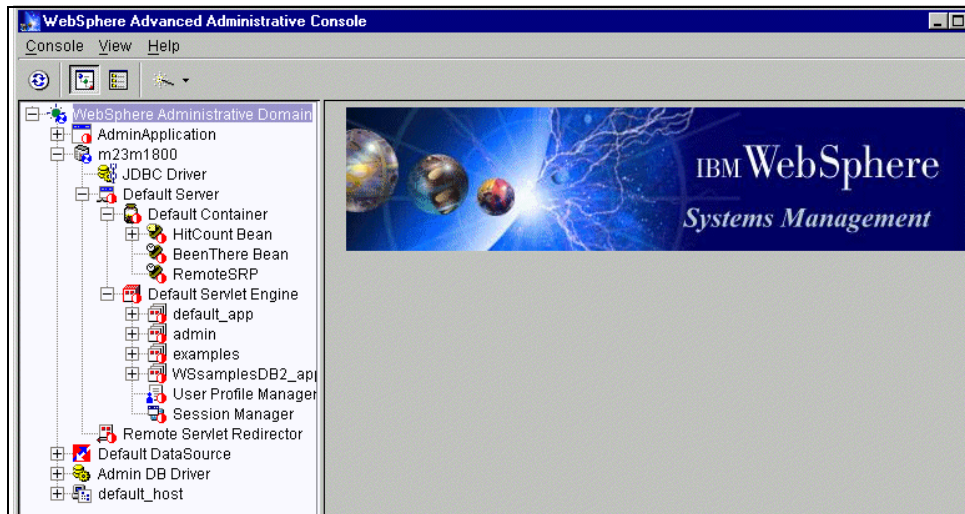 WebSphere Advanced Administrative Console
Console View Help
WebSphere Administrative Domain
AdminApplication
m23m1800
JDBC Driver
Default Server
Default Container
HitCount Bean
BeenThere Bean
RemoteSRP
Default Servlet Engine
default_app
admin
examples
WSsamplesDB2_ap
User Profile Manager
Session Manager
Remote Servlet Redirector
Default DataSource
Admin DB Driver
default_host
IBM WebSphere
Systems Management